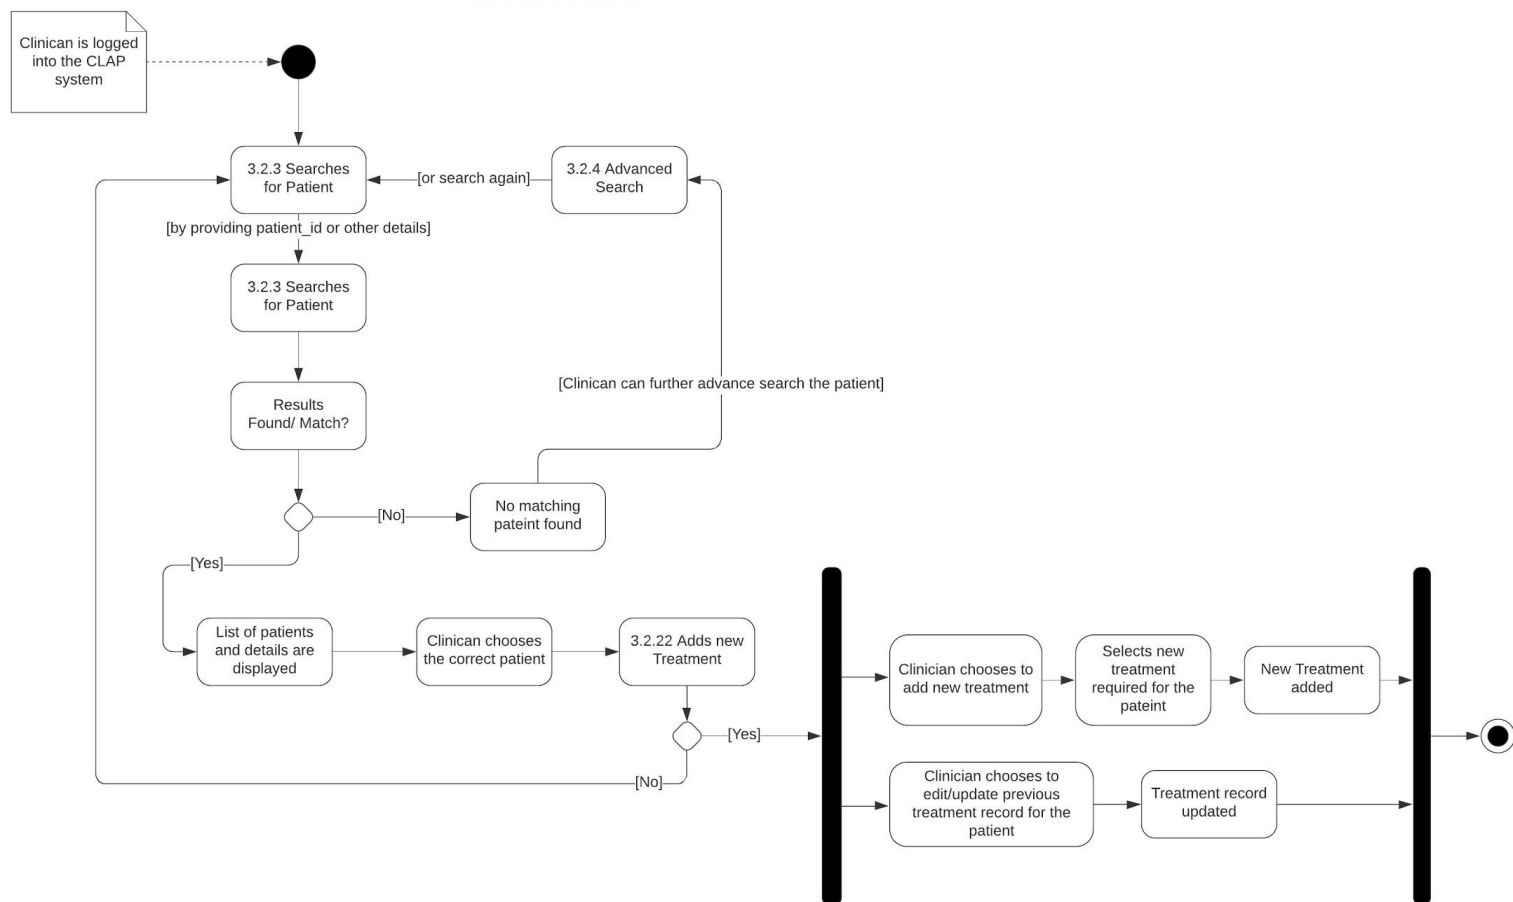 Clinican is logged
into the CLAP
system
3.2.3 Searches
for Patient
[or search again]
3.2.4 Advanced
Search
[by providing patient_id or other details]
3.2.3 Searches
for Patient
[Clinican can further advance search the patient]
Results
Found/ Match?
[No]
No matching
pateint found
[Yes]
List of patients
and details are
displayed
Clinican chooses
the correct patient
3.2.22 Adds new
Treatment
[Yes]
[No]
Clinician chooses to
add new treatment
Selects new
treatment
required for the
pateint
New Treatment
added
Clinician chooses to
edit/update previous
treatment record for the
patient
Treatment record
updated